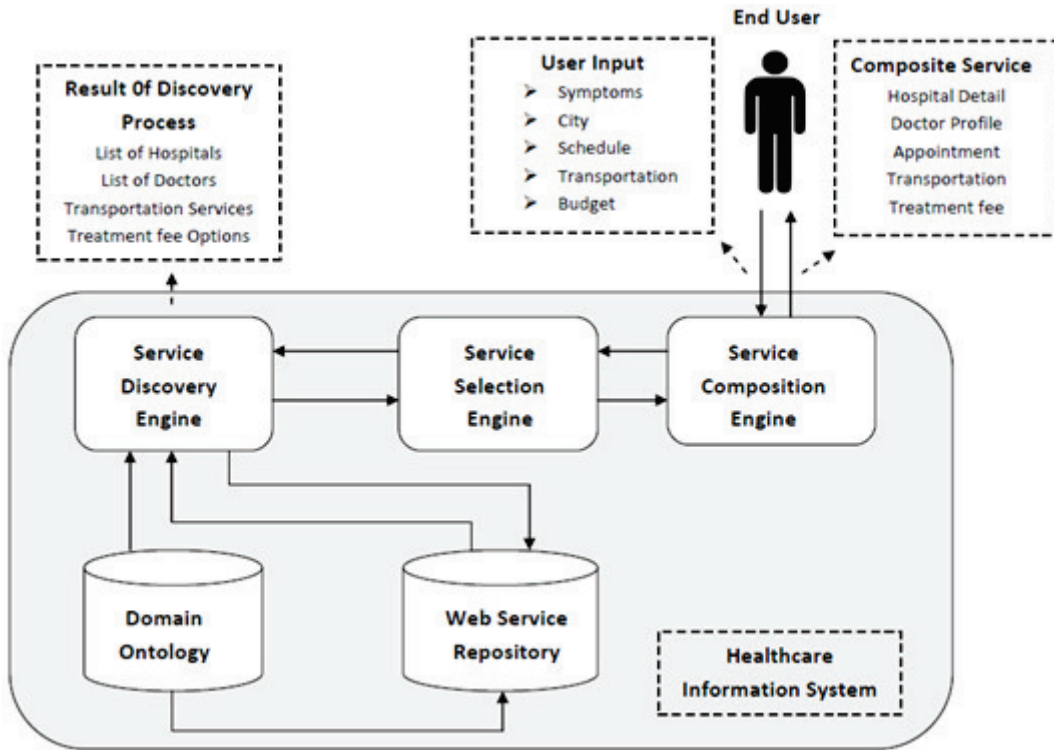 End User
Result 0f Discovery
Process
List of Hospitals
List of Doctors
Transportation Services
Treatment fee Options
User Input
➤ Symptoms
➤ City
➤ Schedule
➤ Transportation
➤ Budget
Composite Service
Hospital Detail
Doctor Profile
Appointment
Transportation
Treatment fee
Service
Discovery
Engine
Service
Selection
Engine
Service
Composition
Engine
Domain
Ontology
Web Service
Repository
Healthcare
Information System